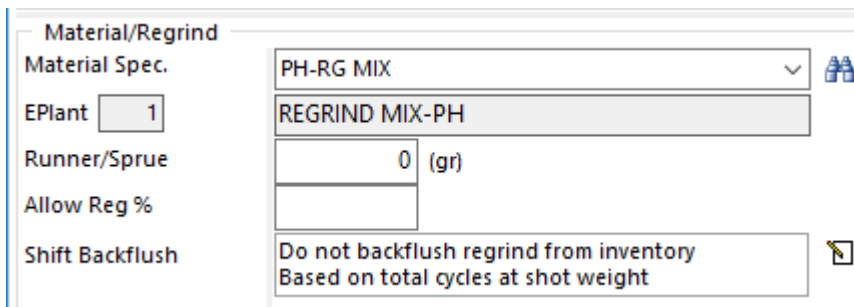 Material/Regrind
Material Spec. PH-RG MIX
EPlant 1 REGRIND MIX-PH
Runner/Sprue 0 (gr)
Allow Reg %
Shift Backflush Do not backflush regrind from inventory
Based on total cycles at shot weight